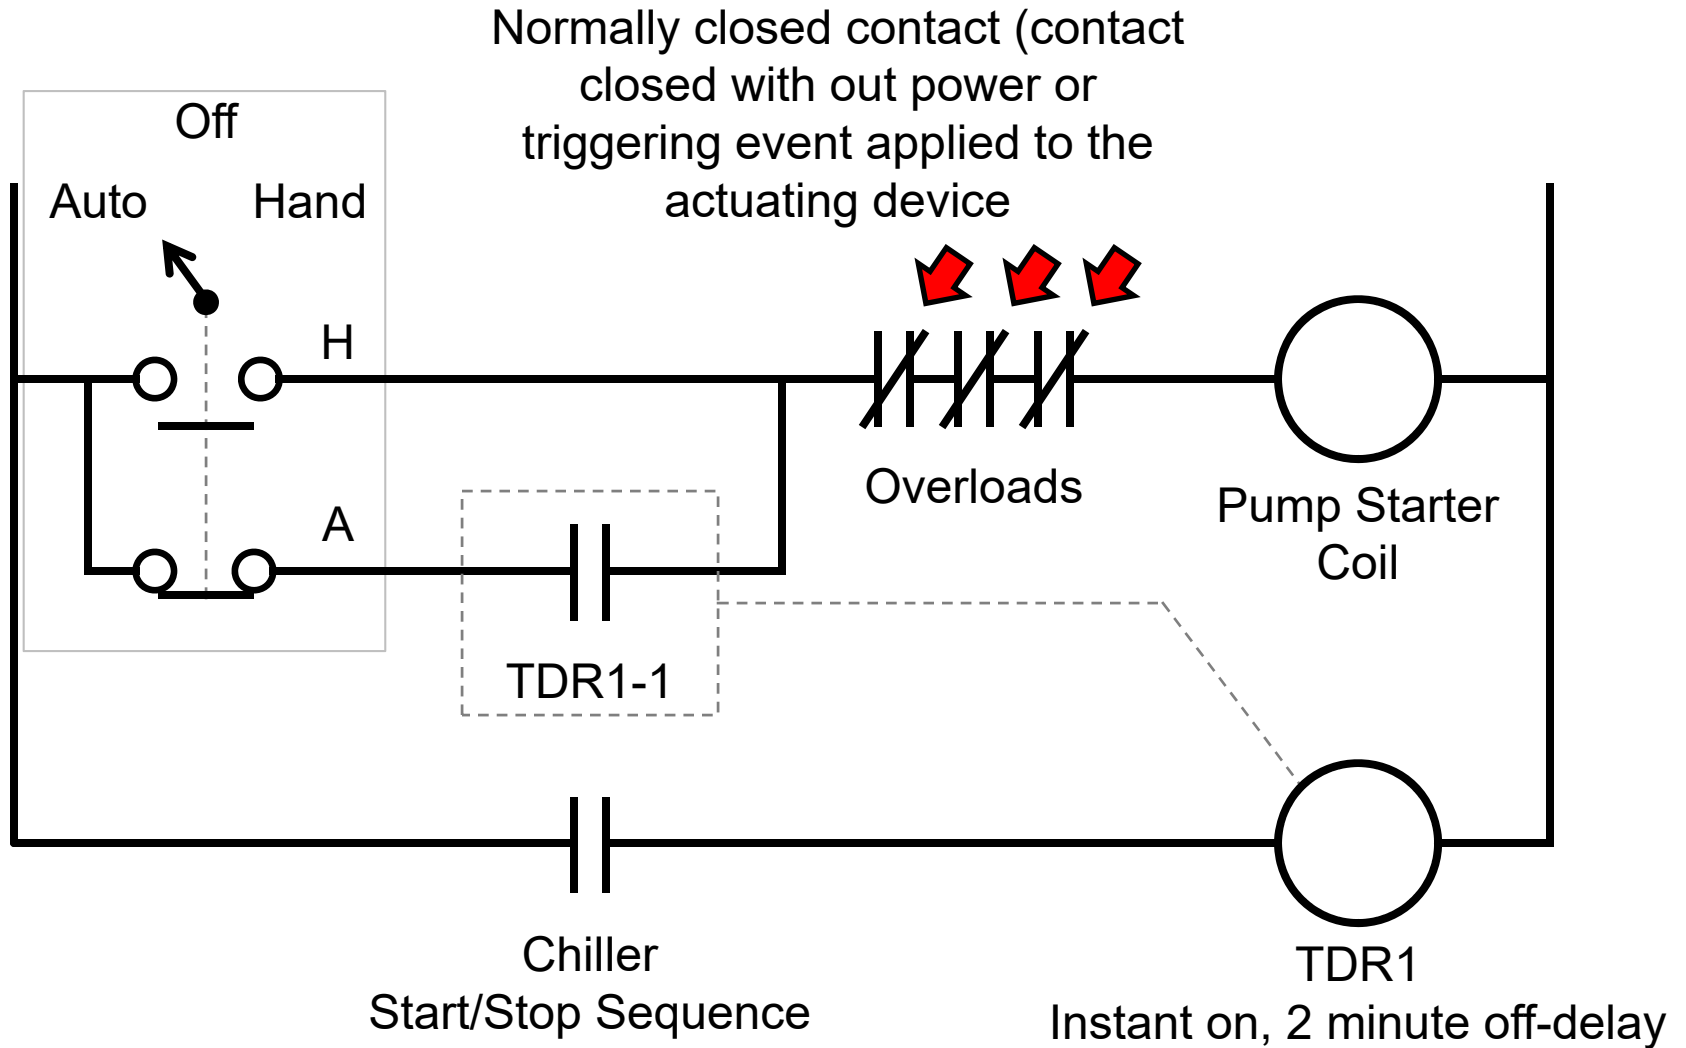 Normally closed contact (contact
closed with out power or
triggering event applied to the
actuating device
Off
Auto
Hand
H
A
Overloads
Pump Starter
Coil
TDR1-1
Chiller
Start/Stop Sequence
TDR1
Instant on, 2 minute off-delay